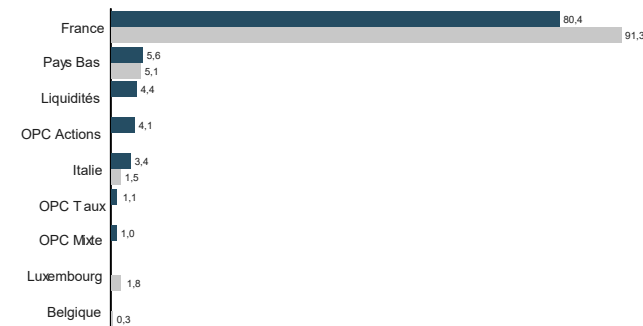 France 80,4
91,3
Pays Bas 5,6
5,1
Liquidités 4,4
OPC Actions 4,1
Italie 3,4
1,5
OPC Taux 1,1
OPC Mixte 1,0
Luxembourg 1,8
Belgique 0,3